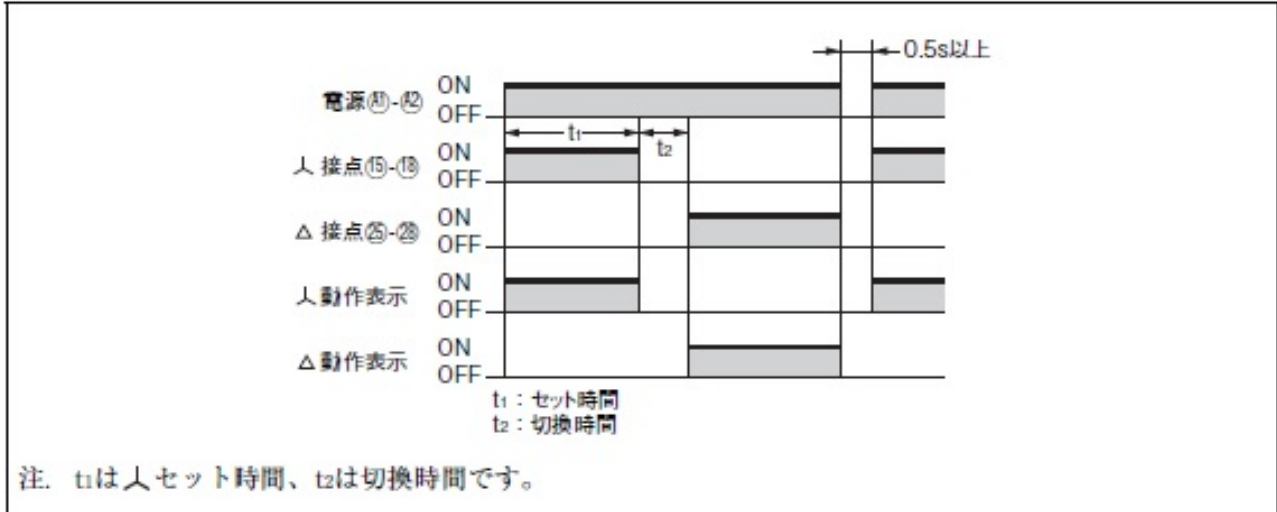 0.5s以上
電源Ⓐ1-Ⓐ2 ON
OFF
t1
t2
人 接点⑮-⑱ ON
OFF
△ 接点㉕-㉘ ON
OFF
人動作表示 ON
OFF
△動作表示 ON
OFF
t1：セット時間
t2：切換時間
注. t1は人セット時間、t2は切換時間です。